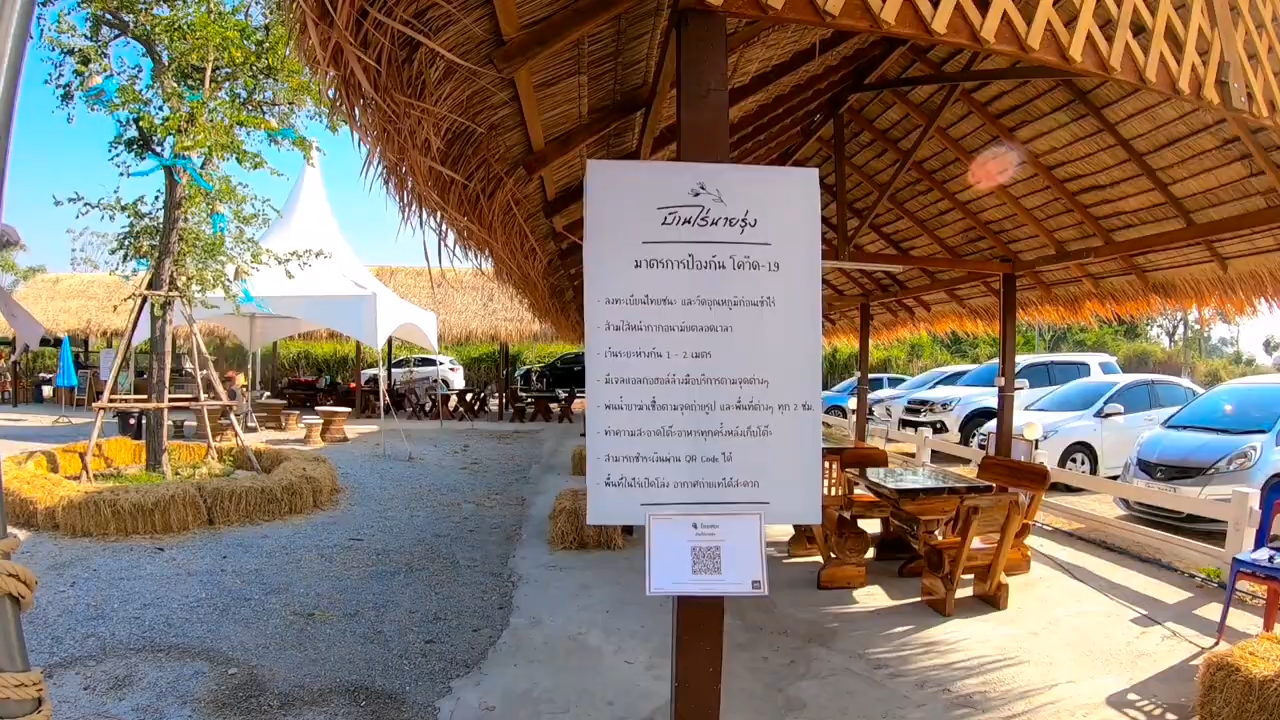 บ้านไร่นายรุ่ง
มาตรการป้องกัน โควิด-19
- ลงทะเบียนไทยชนะ และวัดอุณหภูมิก่อนเข้าไร่
- สวมใส่หน้ากากอนามัยตลอดเวลา
- เว้นระยะห่างกัน 1 - 2 เมตร
- มีเจลแอลกอฮอล์ล้างมือบริการตามจุดต่างๆ
- พ่นน้ำยาฆ่าเชื้อตามจุดถ่ายรูป และพื้นที่ต่างๆ ทุก 2 ชม.
- ทำความสะอาดโต๊ะอาหารทุกครั้งหลังเก็บโต๊ะ
- สามารถชำระเงินผ่าน QR Code ได้
- พื้นที่ในไร่เปิดโล่ง อากาศถ่ายเทได้สะดวก